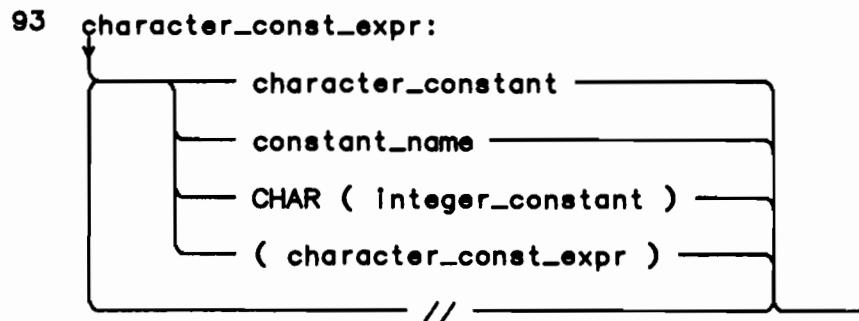 93 character_const_expr:
character_constant
constant_name
CHAR ( integer_constant )
( character_const_expr )
//